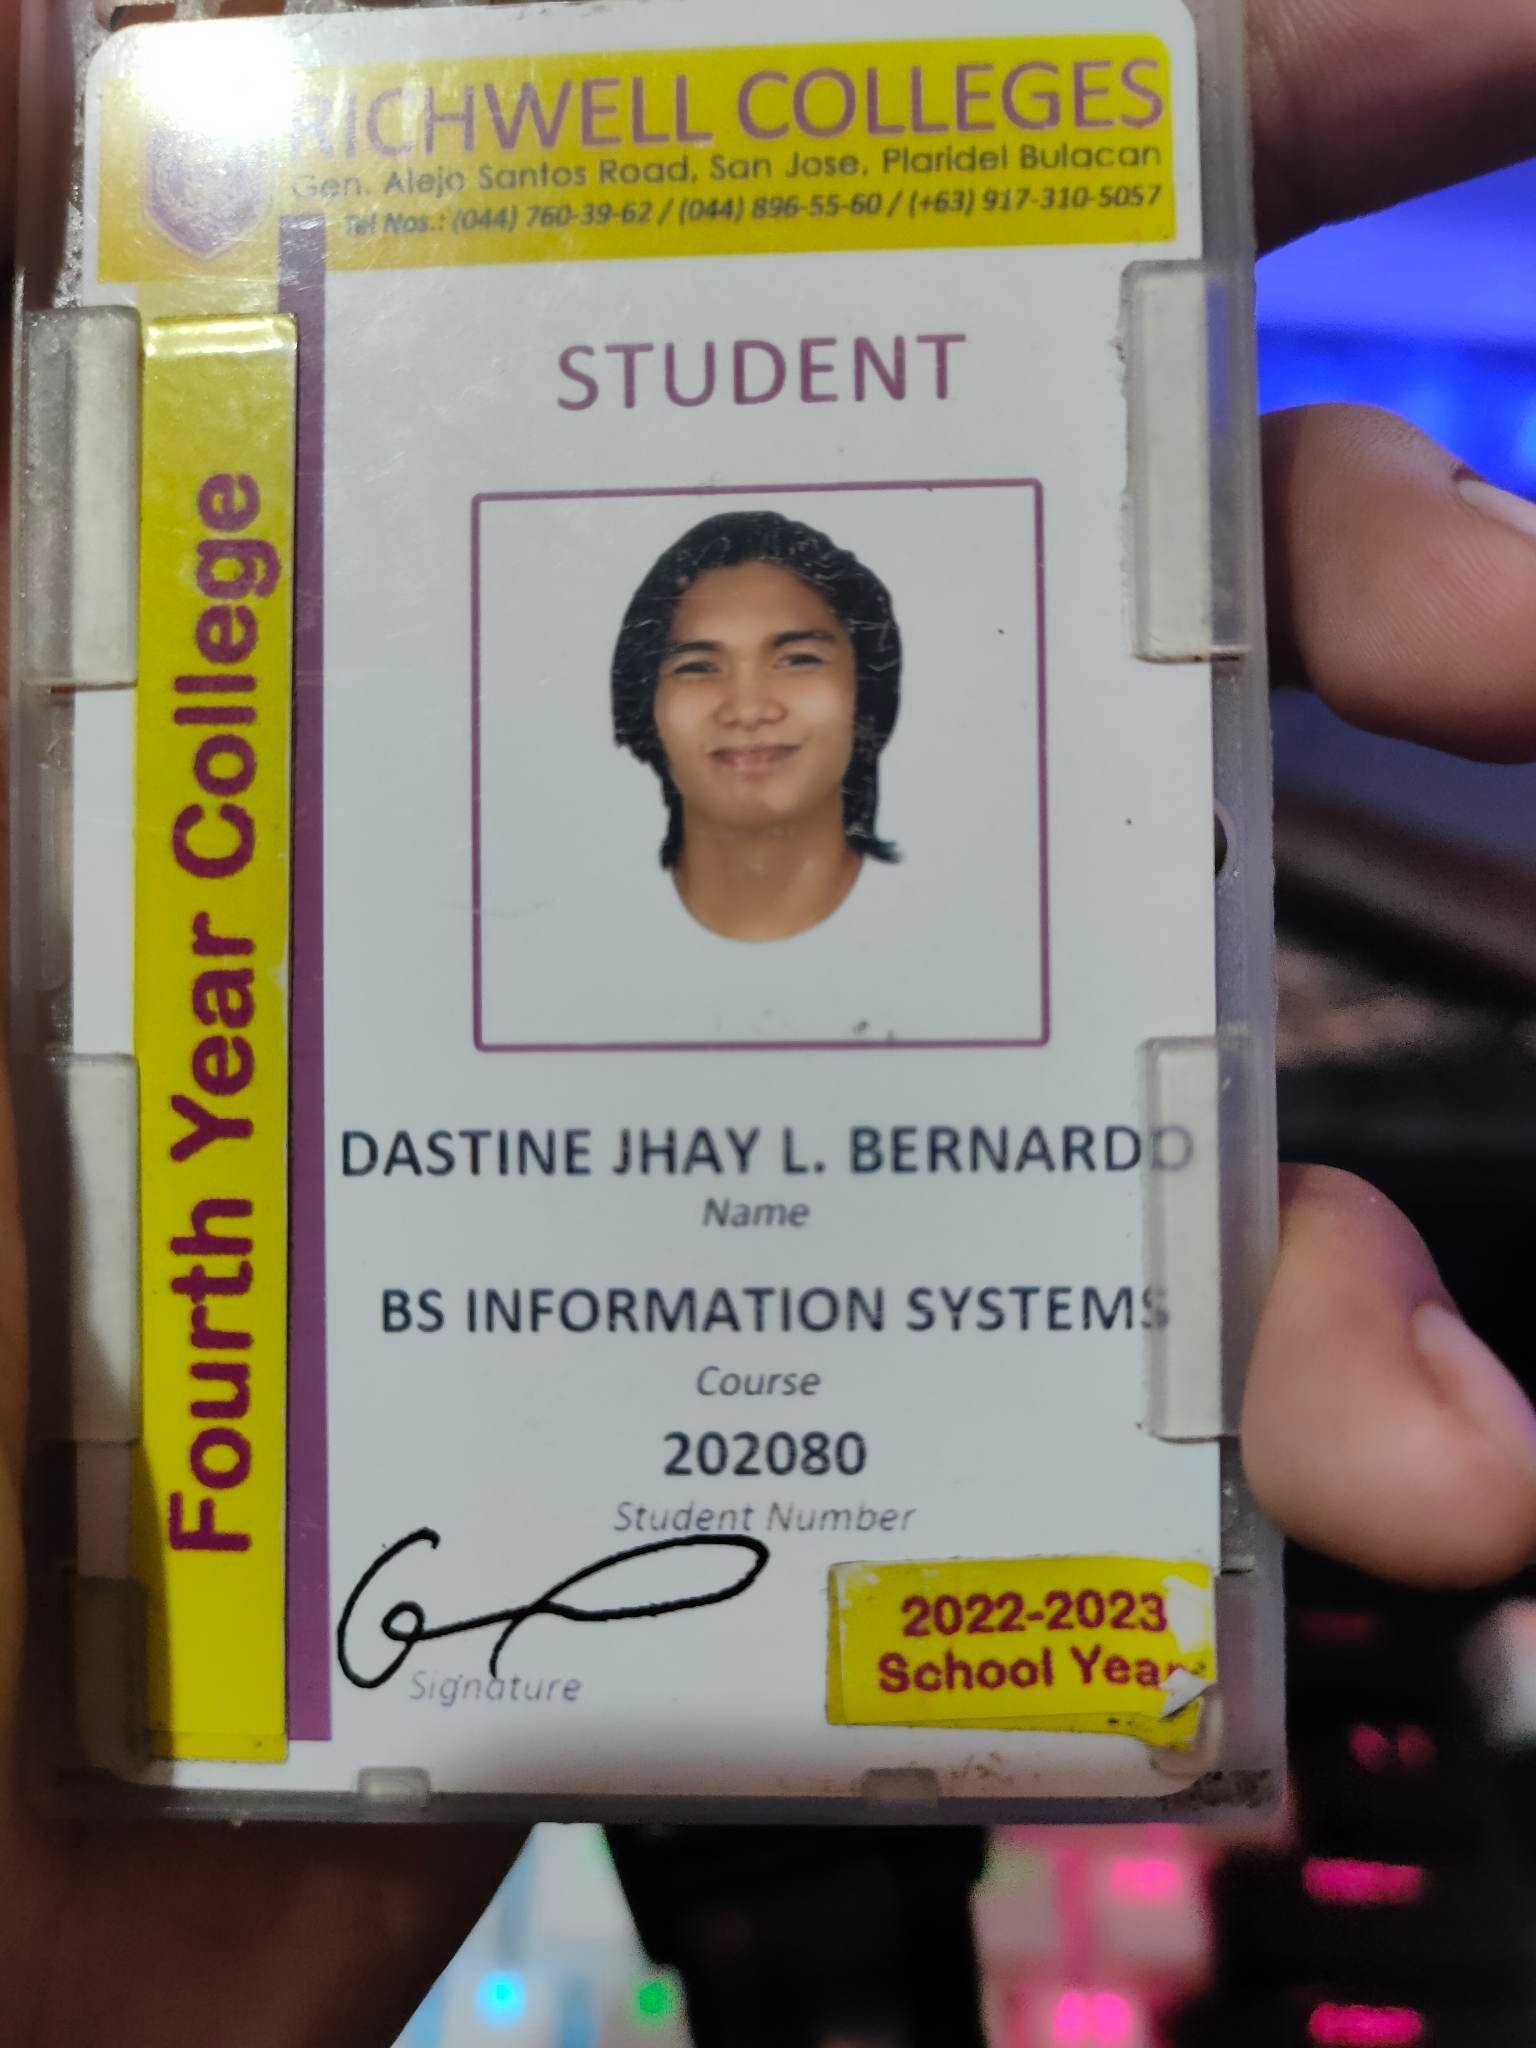 RICHWELL COLLEGES
Gen. Alejo Santos Road, San Jose, Plaridel Bulacan
Tel Nos.: (044) 760-39-62 / (044) 896-55-60 / (+63) 917-310-5057
STUDENT
Fourth Year College
DASTINE JHAY L. BERNARDO
Name
BS INFORMATION SYSTEMS
Course
202080
Student Number
Signature
2022-2023
School Year